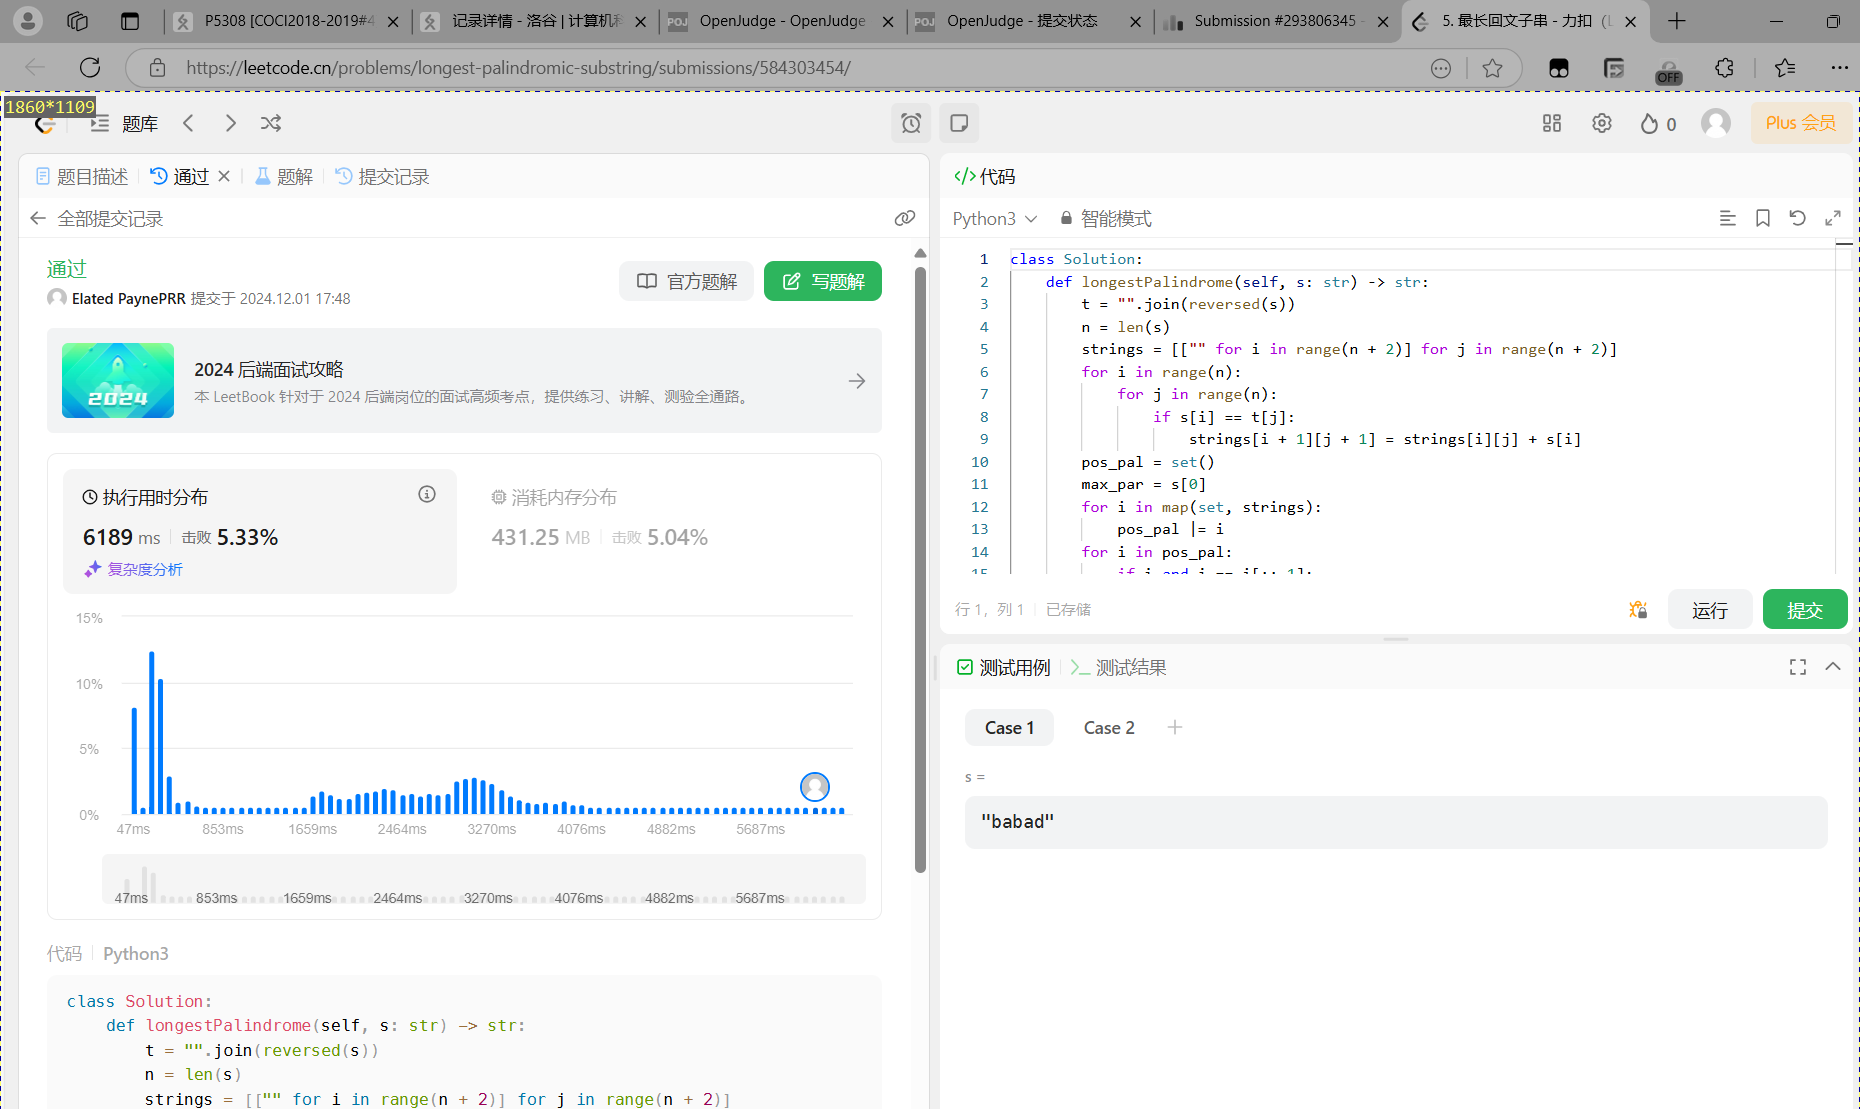 P5308 [COCI2018-2019#4
记录详情 - 洛谷 | 计算机科
POJ
OpenJudge - OpenJudge
POJ
OpenJudge - 提交状态
Submission #293806345 -
5. 最长回文子串 - 力扣（L
https://leetcode.cn/problems/longest-palindromic-substring/submissions/584303454/
OFF
1860*1109
题库
0
Plus 会员
题目描述
通过
题解
提交记录
全部提交记录
通过
Elated PaynePRR 提交于 2024.12.01 17:48
官方题解
写题解
2024
2024 后端面试攻略
本 LeetBook 针对于 2024 后端岗位的面试高频考点，提供练习、讲解、测验全通路。
执行用时分布
6189 ms
击败 5.33%
复杂度分析
消耗内存分布
431.25 MB
击败 5.04%
15%
10%
5%
0%
47ms 853ms 1659ms 2464ms 3270ms 4076ms 4882ms 5687ms
47ms 853ms 1659ms 2464ms 3270ms 4076ms 4882ms 5687ms
代码
Python3
class Solution:
def longestPalindrome(self, s: str) -> str:
t = "".join(reversed(s))
n = len(s)
strings = [["" for i in range(n + 2)] for j in range(n + 2)]
代码
Python3
智能模式
1 class Solution:
2 def longestPalindrome(self, s: str) -> str:
3 t = "".join(reversed(s))
4 n = len(s)
5 strings = [["" for i in range(n + 2)] for j in range(n + 2)]
6 for i in range(n):
7 for j in range(n):
8 if s[i] == t[j]:
9 strings[i + 1][j + 1] = strings[i][j] + s[i]
10 pos_pal = set()
11 max_par = s[0]
12 for i in map(set, strings):
13 pos_pal |= i
14 for i in pos_pal:
15 if i and i == i[::-1]:
行 1, 列 1
已存储
运行
提交
测试用例
测试结果
Case 1
Case 2
s =
"babad"